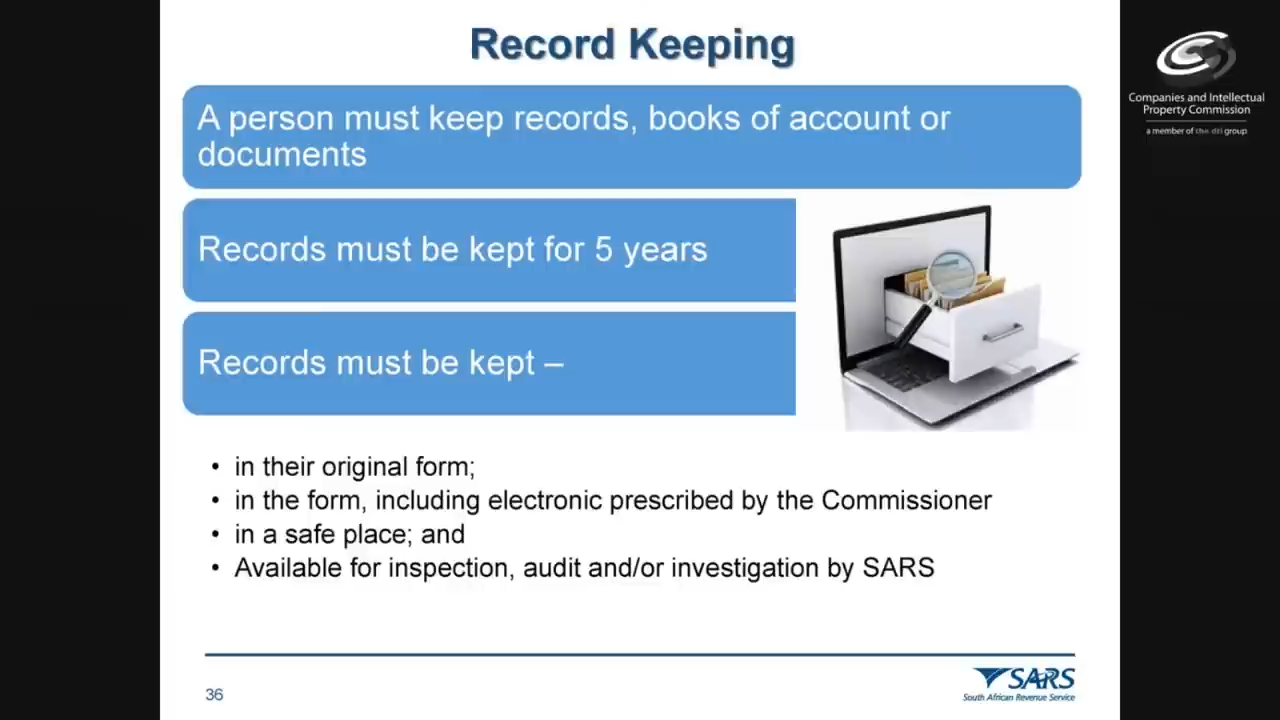 Record Keeping
A person must keep records, books of account or
documents
Records must be kept for 5 years
Records must be kept –
• in their original form;
• in the form, including electronic prescribed by the Commissioner
• in a safe place; and
• Available for inspection, audit and/or investigation by SARS
36
SARS
South African Revenue Service
Companies and Intellectual
Property Commission
a member of the dti group